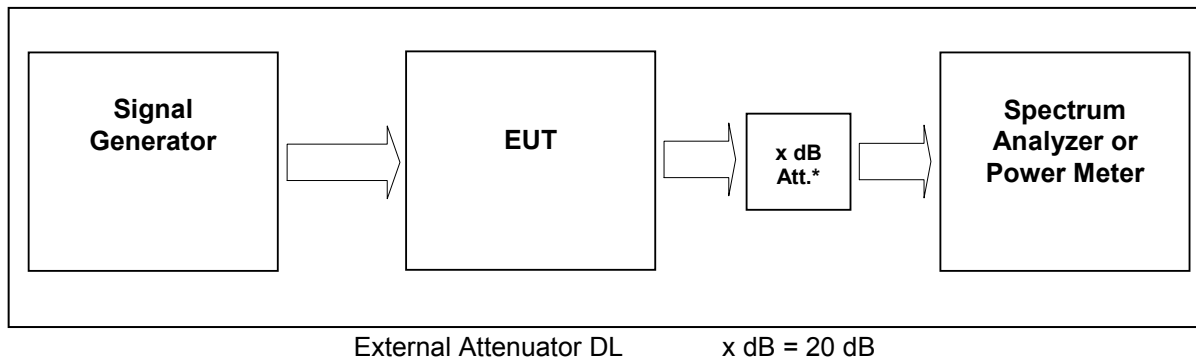 Signal
Generator
EUT
x dB
Att.*
Spectrum
Analyzer or
Power Meter
External Attenuator DL x dB = 20 dB